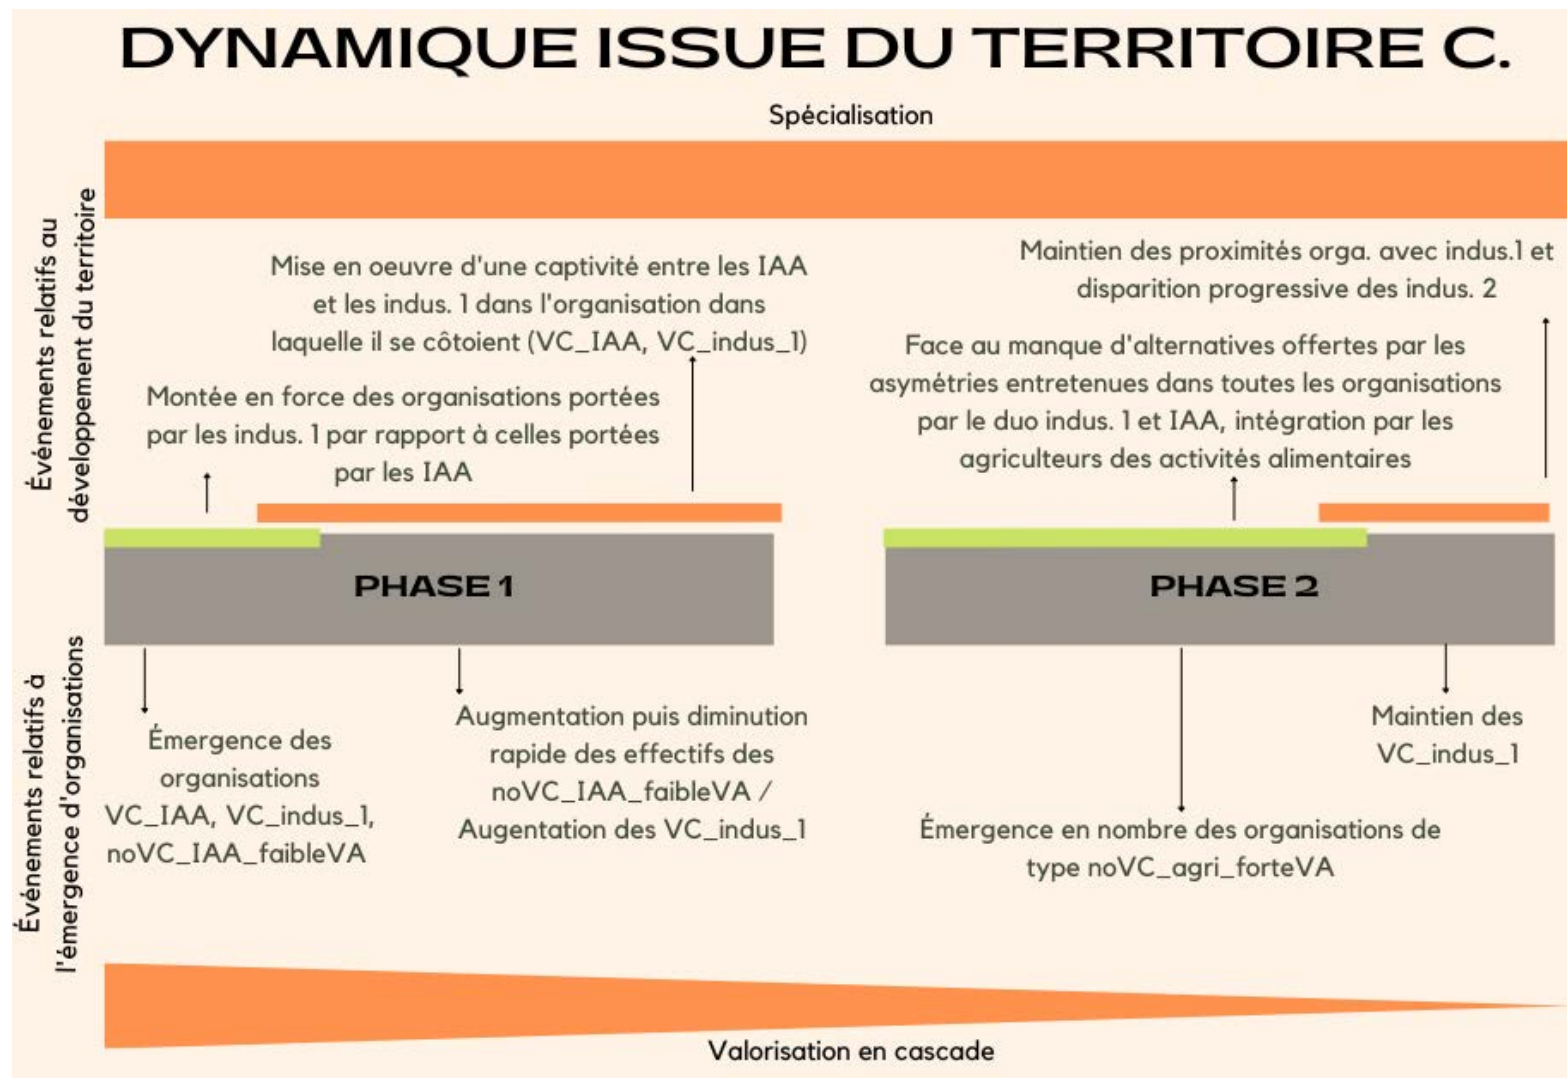 DYNAMIQUE ISSUE DU TERRITOIRE C.
Spécialisation
Événements relatifs au
développement du territoire
Mise en oeuvre d'une captivité entre les IAA
et les indus. 1 dans l'organisation dans
laquelle il se côtoient (VC_IAA, VC_indus_1)
Montée en force des organisations portées
par les indus. 1 par rapport à celles portées
par les IAA
Maintien des proximités orga. avec indus.1 et
disparition progressive des indus. 2
Face au manque d'alternatives offertes par les
asymétries entretenues dans toutes les organisations
par le duo indus. 1 et IAA, intégration par les
agriculteurs des activités alimentaires
PHASE 1
PHASE 2
Événements relatifs à
l'émergence d'organisations
Émergence des
organisations
VC_IAA, VC_indus_1,
noVC_IAA_faibleVA
Augmentation puis diminution
rapide des effectifs des
noVC_IAA_faibleVA /
Augentation des VC_indus_1
Émergence en nombre des organisations de
type noVC_agri_forteVA
Maintien des
VC_indus_1
Valorisation en cascade